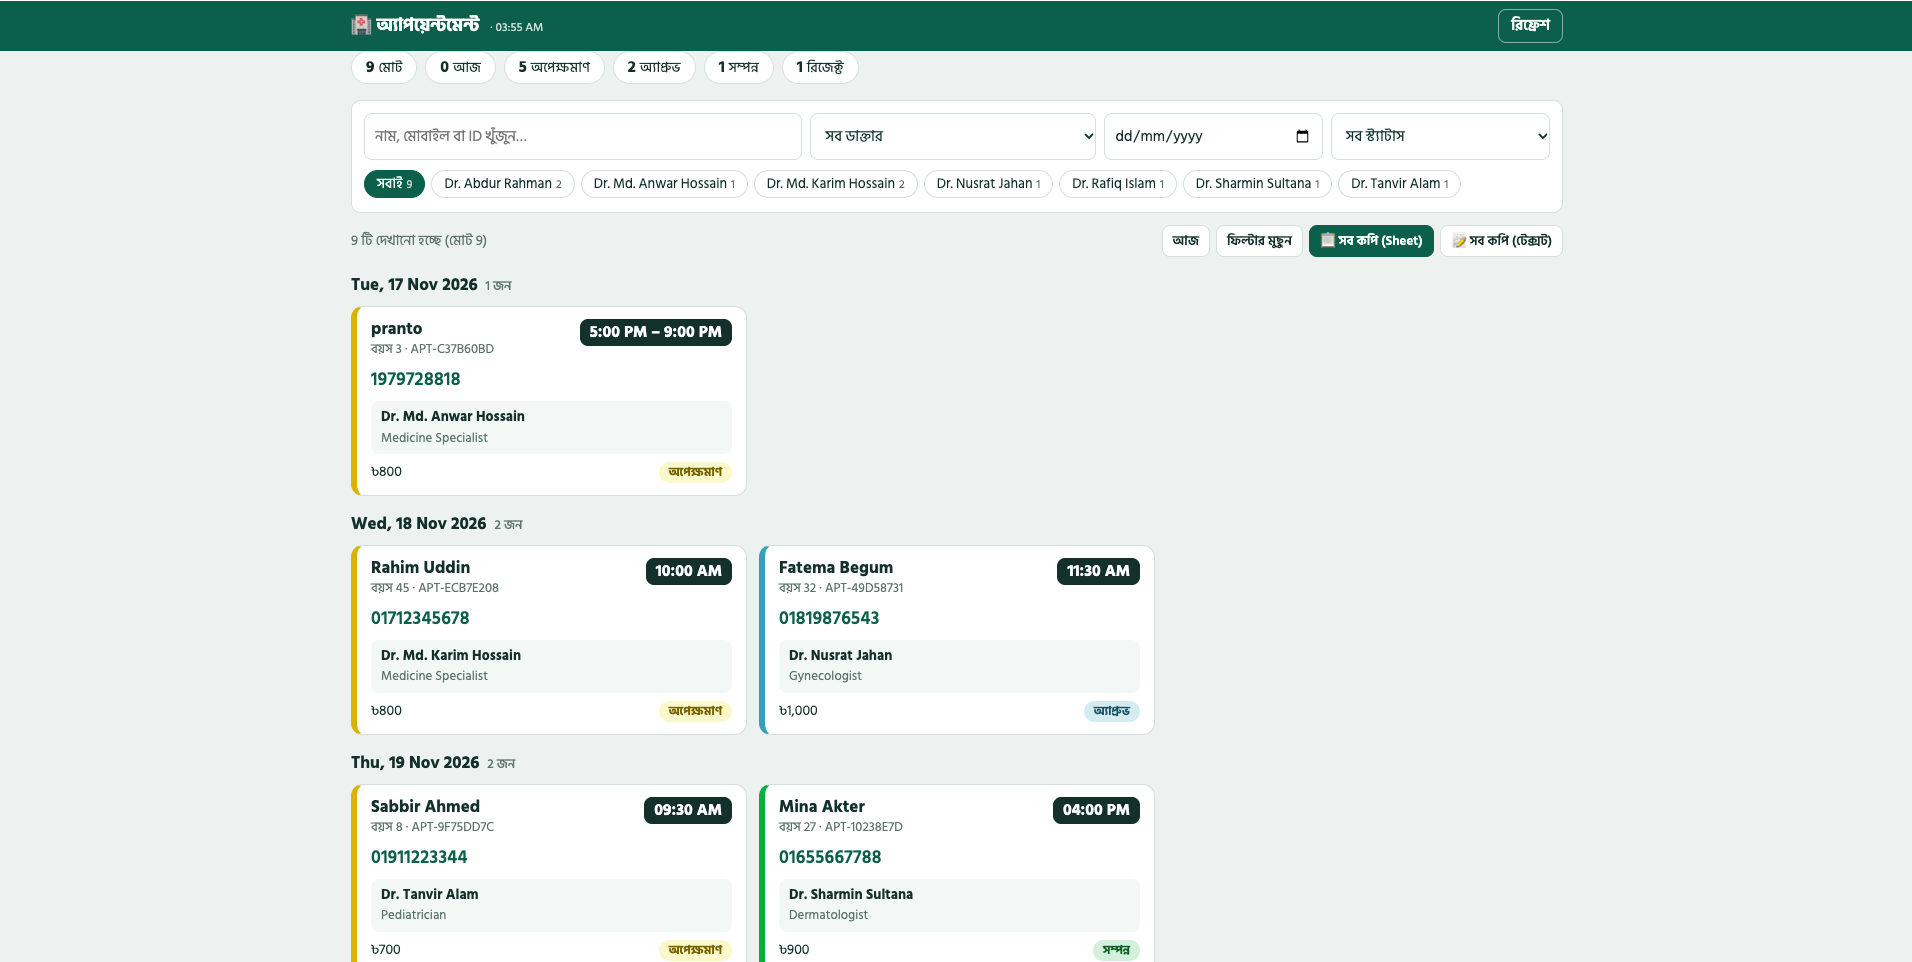 অ্যাপয়েন্টমেন্ট · 03:55 AM রিফ্রেশ
9 মোট 0 আজ 5 অপেক্ষমাণ 2 অ্যাপ্রুভ 1 সম্পন্ন 1 রিজেক্ট
নাম, মোবাইল বা ID খুঁজুন... সব ডাক্তার dd/mm/yyyy সব স্ট্যাটাস
সবাই 9 Dr. Abdur Rahman 2 Dr. Md. Anwar Hossain 1 Dr. Md. Karim Hossain 2 Dr. Nusrat Jahan 1 Dr. Rafiq Islam 1 Dr. Sharmin Sultana 1 Dr. Tanvir Alam 1
9 টি দেখানো হচ্ছে (মোট 9) আজ ফিল্টার মুছুন সব কপি (Sheet) সব কপি (টেক্সট)
Tue, 17 Nov 2026 1 জন
pranto 5:00 PM – 9:00 PM
বয়স 3 · APT-C37B60BD
1979728818
Dr. Md. Anwar Hossain
Medicine Specialist
৳800 অপেক্ষমাণ
Wed, 18 Nov 2026 2 জন
Rahim Uddin 10:00 AM
বয়স 45 · APT-ECB7E208
01712345678
Dr. Md. Karim Hossain
Medicine Specialist
৳800 অপেক্ষমাণ
Fatema Begum 11:30 AM
বয়স 32 · APT-49D58731
01819876543
Dr. Nusrat Jahan
Gynecologist
৳1,000 অ্যাপ্রুভ
Thu, 19 Nov 2026 2 জন
Sabbir Ahmed 09:30 AM
বয়স 8 · APT-9F75DD7C
01911223344
Dr. Tanvir Alam
Pediatrician
৳700 অপেক্ষমাণ
Mina Akter 04:00 PM
বয়স 27 · APT-10238E7D
01655667788
Dr. Sharmin Sultana
Dermatologist
৳900 সম্পন্ন